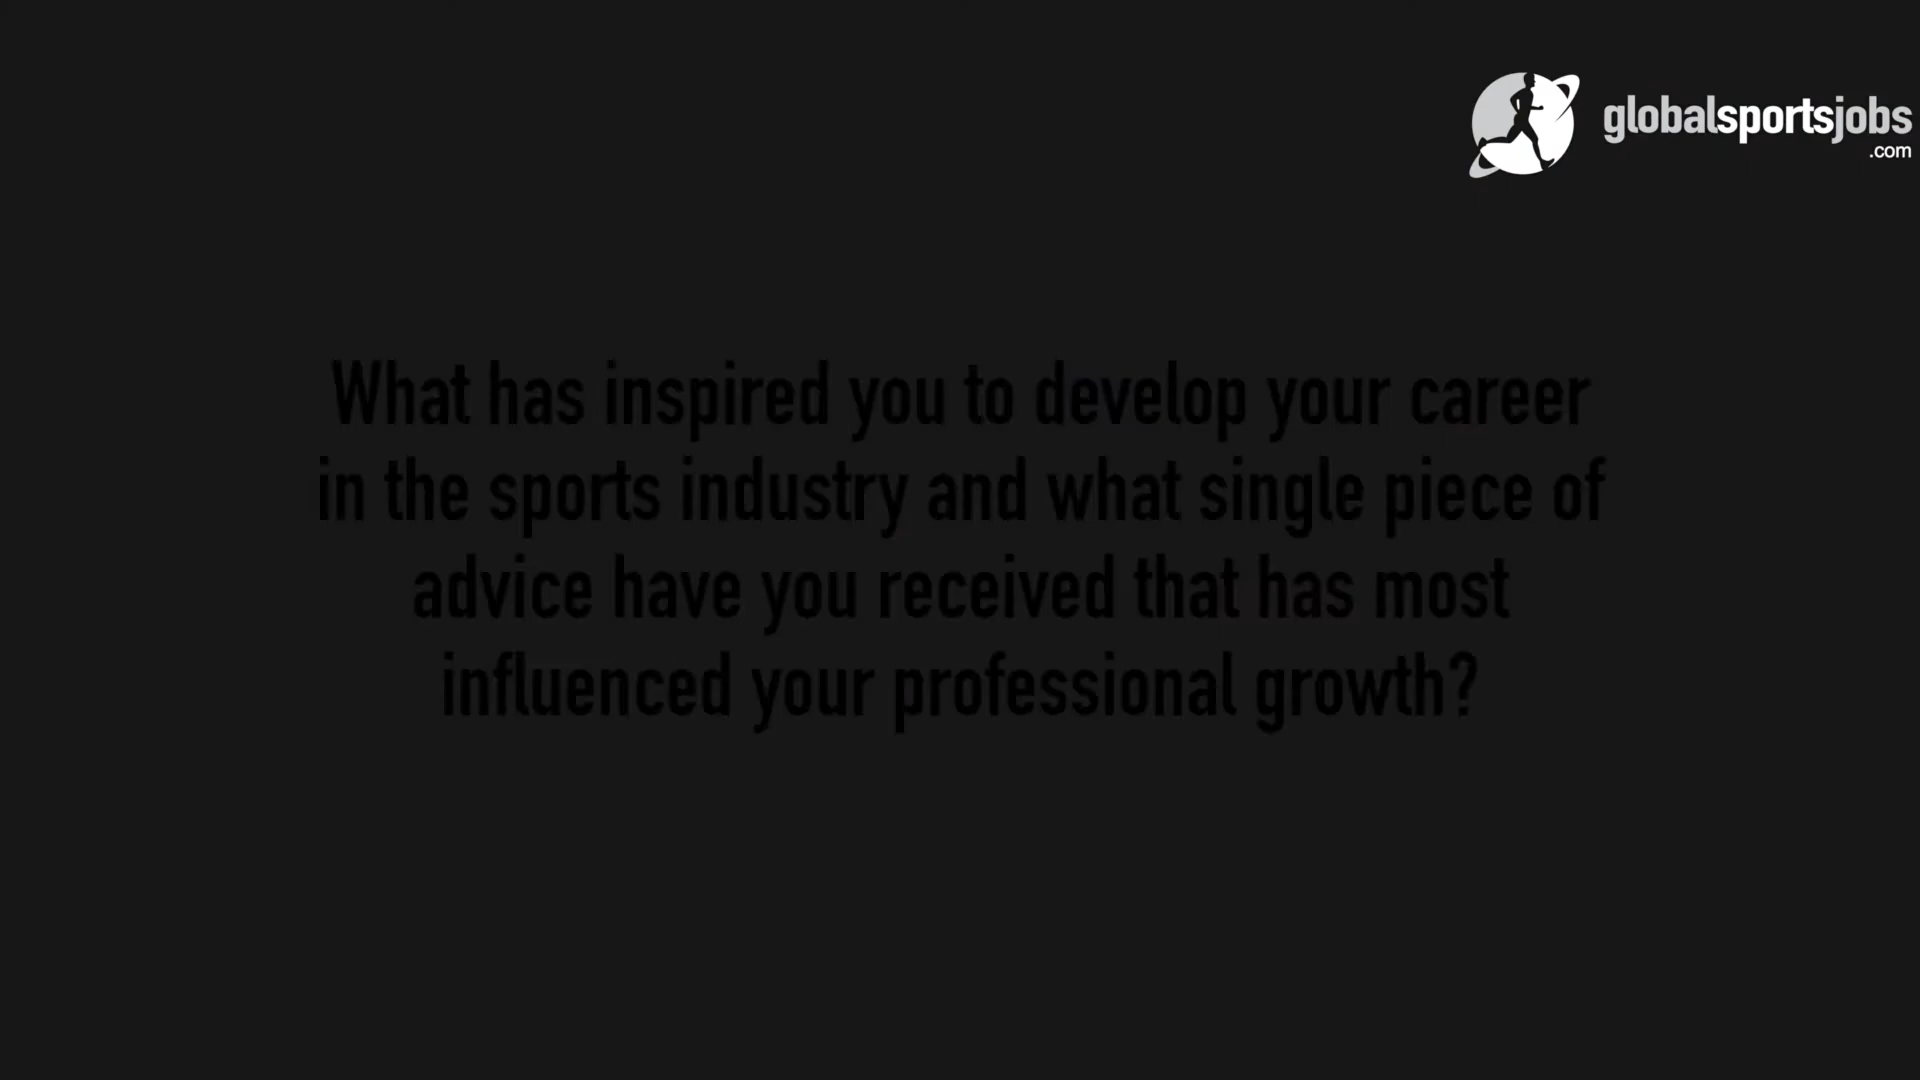 globalsportsjobs
.com
What has inspired you to develop your career
in the sports industry and what single piece of
advice have you received that has most
influenced your professional growth?